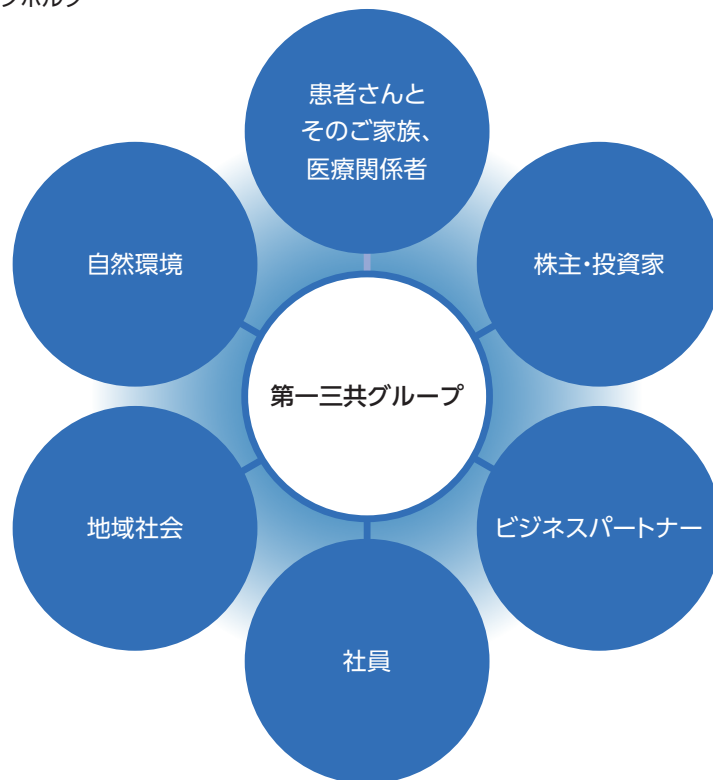 患者さんと
そのご家族、
医療関係者
自然環境
株主・投資家
第一三共グループ
地域社会
ビジネスパートナー
社員